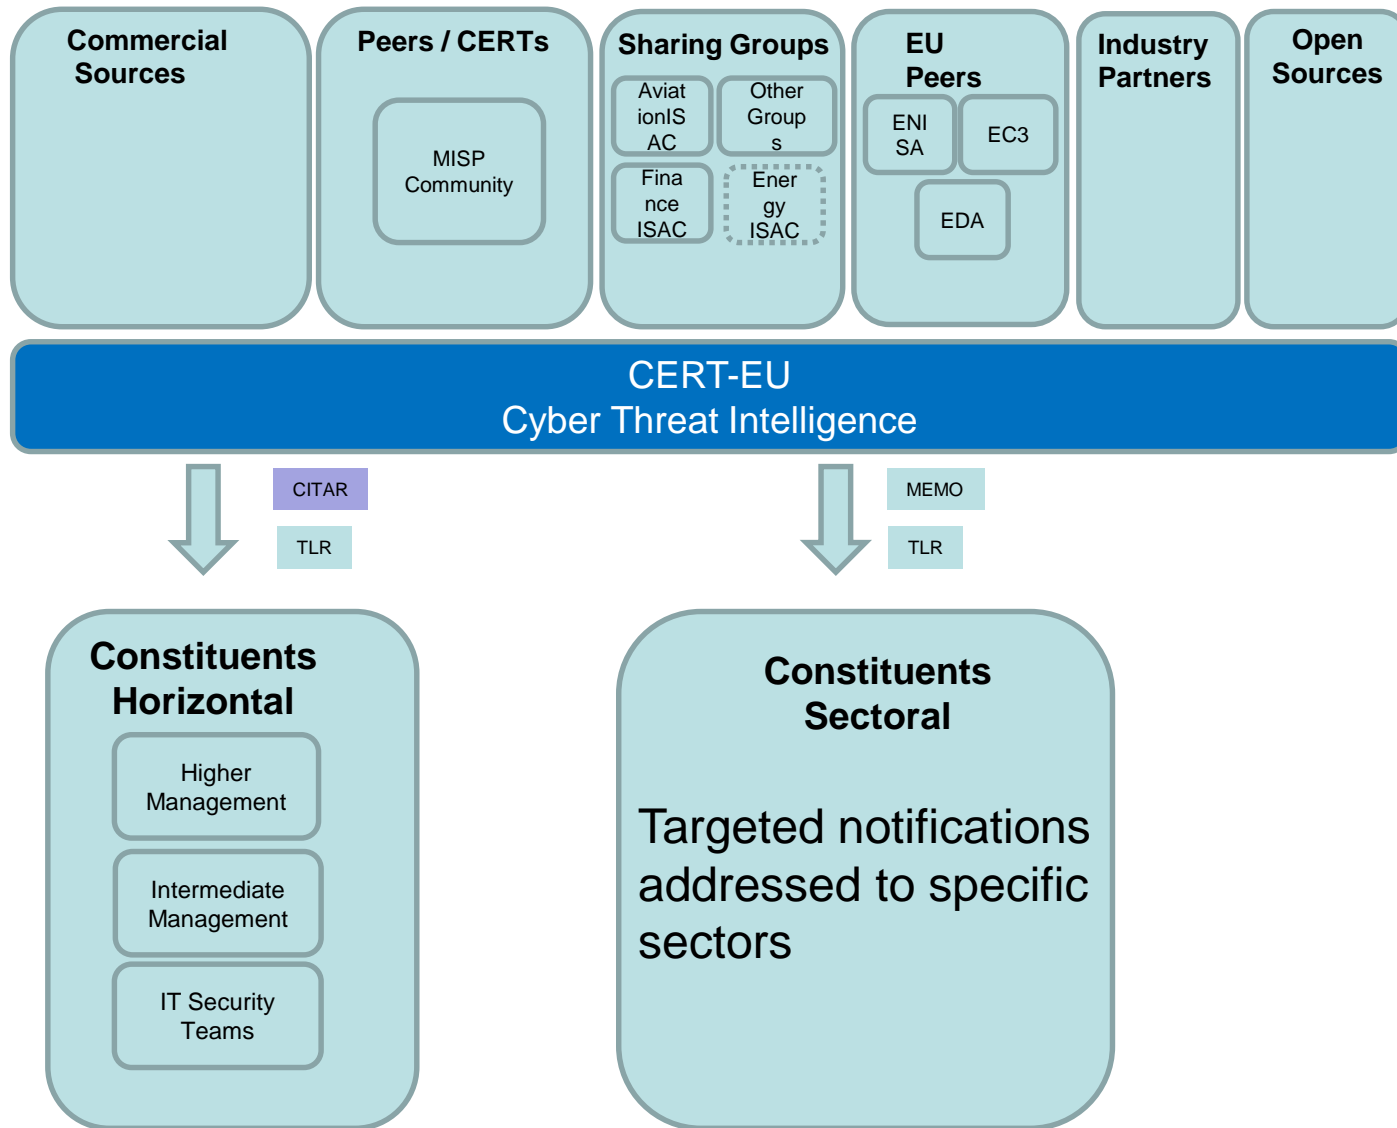 Commercial
Sources
Peers / CERTs
MISP
Community
Sharing Groups
Aviat
ionIS
AC
Other
Group
s
Fina
nce
ISAC
Ener
gy
ISAC
EU
Peers
ENI
SA
EC3
EDA
Industry
Partners
Open
Sources
CERT-EU
Cyber Threat Intelligence
CITAR
TLR
MEMO
TLR
Constituents
Horizontal
Higher
Management
Intermediate
Management
IT Security
Teams
Constituents
Sectoral
Targeted notifications
addressed to specific
sectors